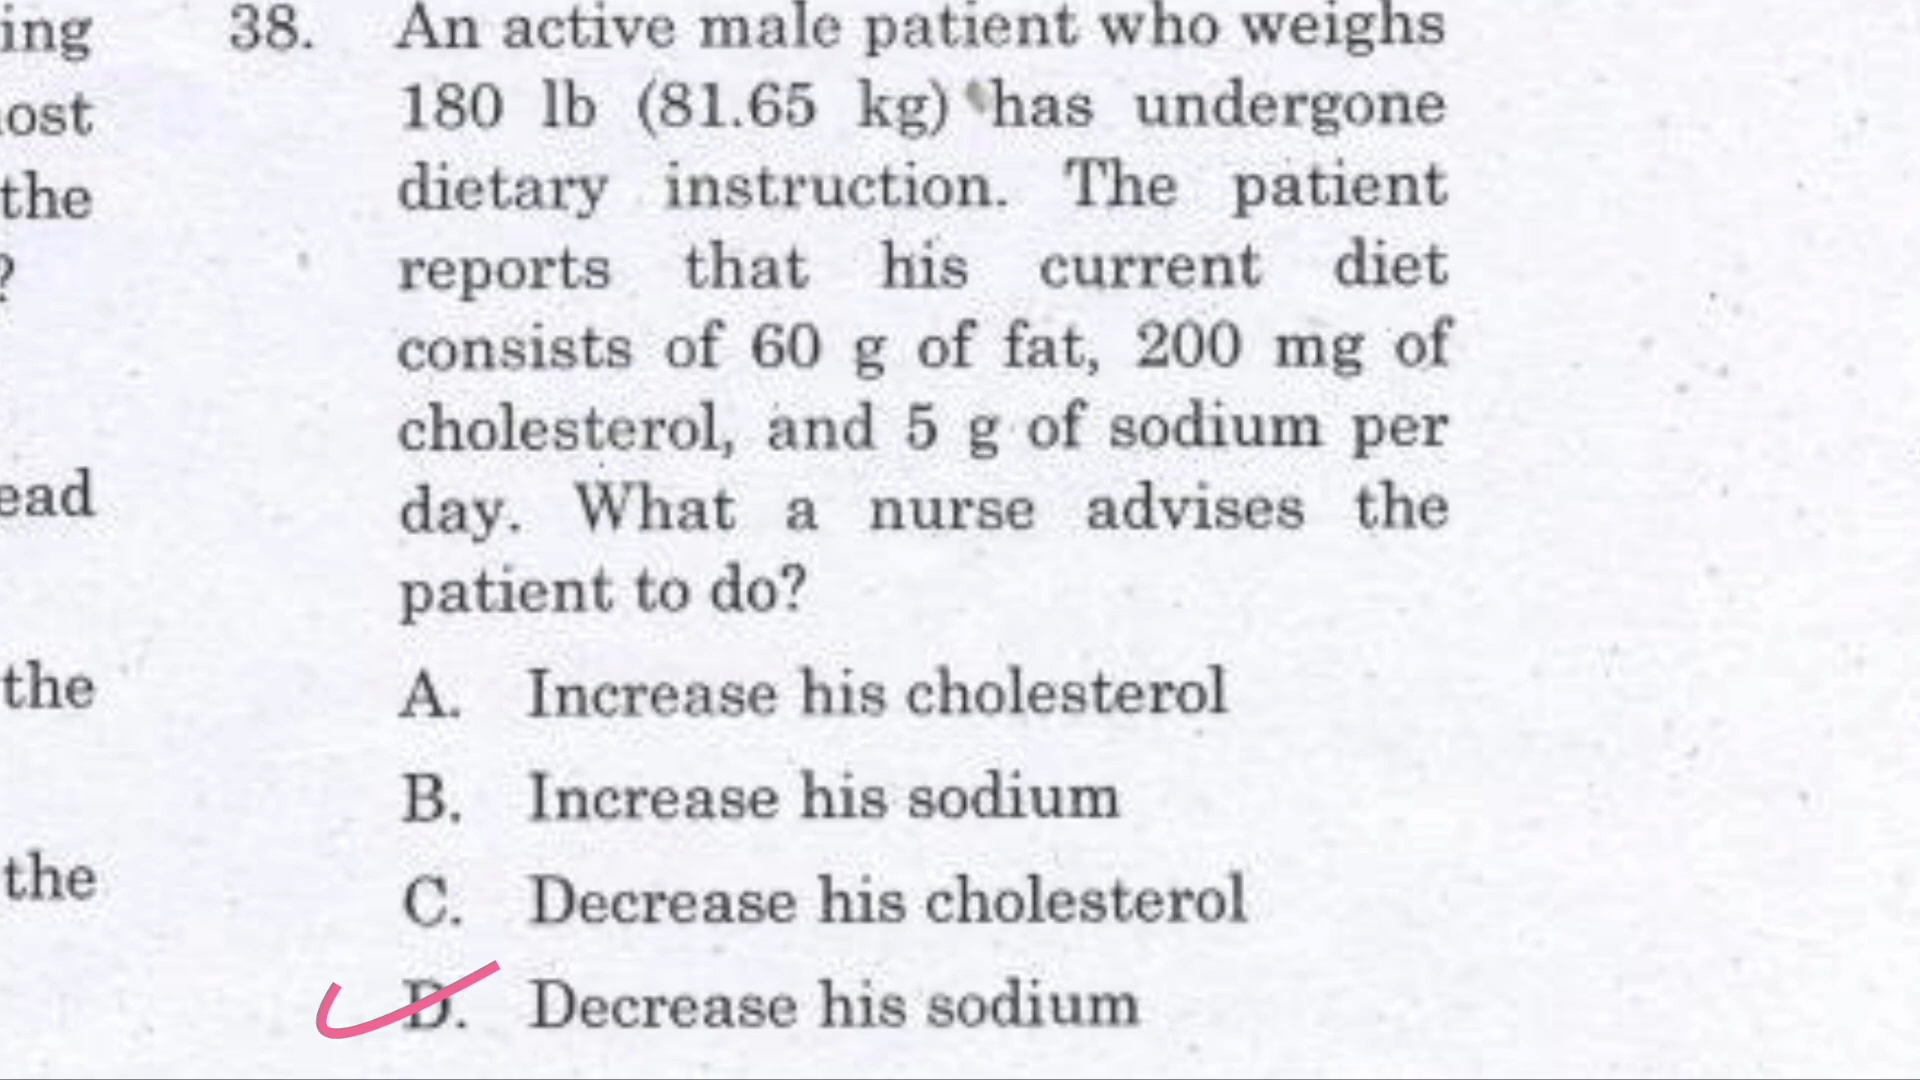 ing
ost
the
?
ead
the
the
38. An active male patient who weighs
180 lb (81.65 kg) has undergone
dietary instruction. The patient
reports that his current diet
consists of 60 g of fat, 200 mg of
cholesterol, and 5 g of sodium per
day. What a nurse advises the
patient to do?
A. Increase his cholesterol
B. Increase his sodium
C. Decrease his cholesterol
D. Decrease his sodium